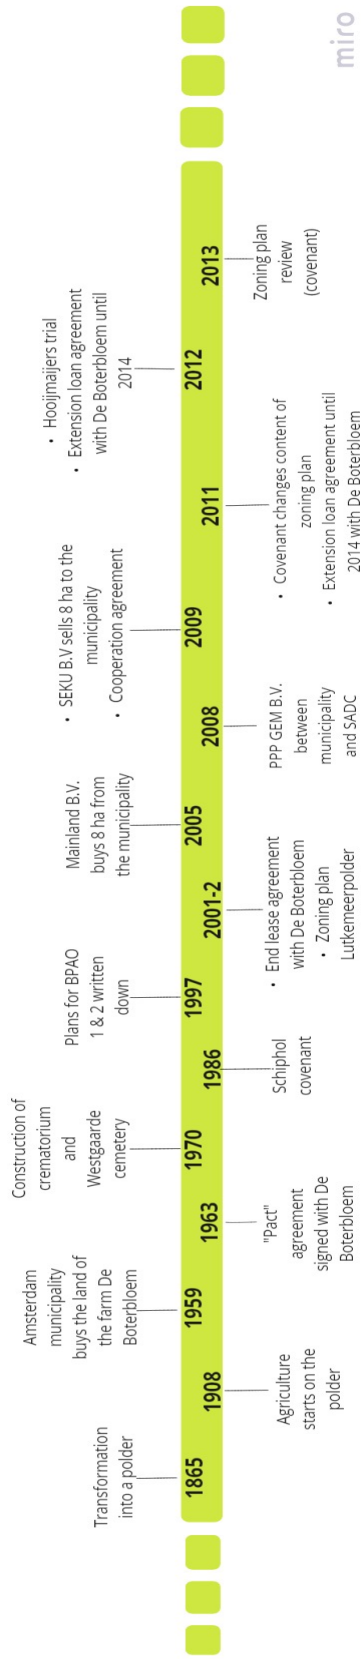 Transformation
into a polder
1865
1908
Agriculture
starts on the
polder
Amsterdam
municipality
buys the land of
the farm De
Boterbloem
1959
1963
"Pact"
agreement
signed with De
Boterbloem
Construction of
crematorium
and
Westgaarde
cemetery
1970
1986
Schiphol
covenant
Plans for BPAO
1 & 2 written
down
1997
2001-2
• End lease agreement
with De Boterbloem
• Zoning plan
Lutkemeerpolder
Mainland B.V.
buys 8 ha from
the municipality
2005
2008
PPP GEM B.V.
between
municipality
and SADC
• SEKU B.V sells 8 ha to the
municipality
• Cooperation agreement
2009
2011
• Covenant changes content of
zoning plan
• Extension loan agreement until
2014 with De Boterbloem
• Hooijmaijers trial
• Extension loan agreement
with De Boterbloem until
2014
2012
2013
Zoning plan
review
(covenant)
miro